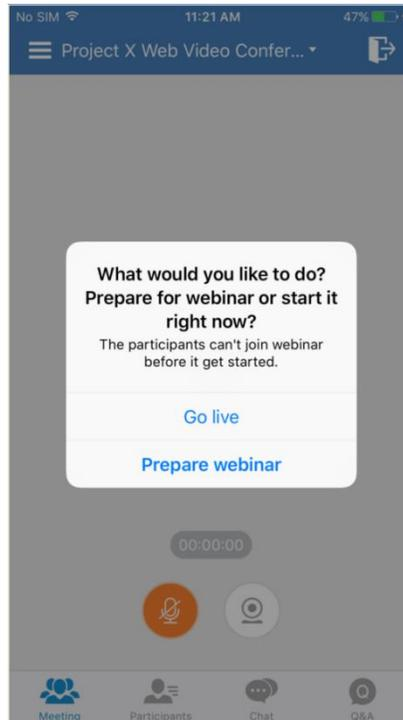 No SIM 11:21 AM 47%
Project X Web Video Confer...
What would you like to do?
Prepare for webinar or start it
right now?
The participants can't join webinar
before it get started.
Go live
Prepare webinar
00:00:00
Meeting Participants Chat Q&A